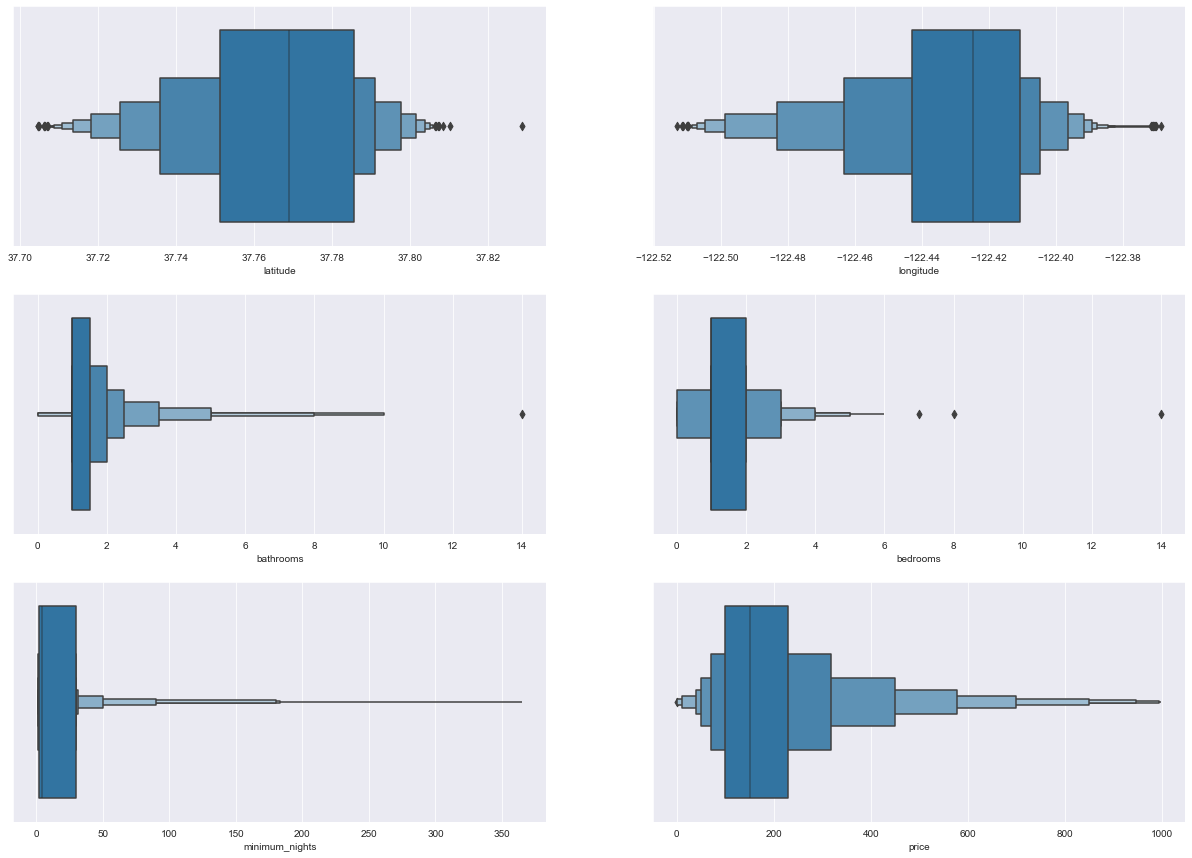 37.70 37.72 37.74 37.76 37.78 37.80 37.82
latitude
−122.52 −122.50 −122.48 −122.46 −122.44 −122.42 −122.40 −122.38
longitude
0 2 4 6 8 10 12 14
bathrooms
0 2 4 6 8 10 12 14
bedrooms
0 50 100 150 200 250 300 350
minimum_nights
0 200 400 600 800 1000
price